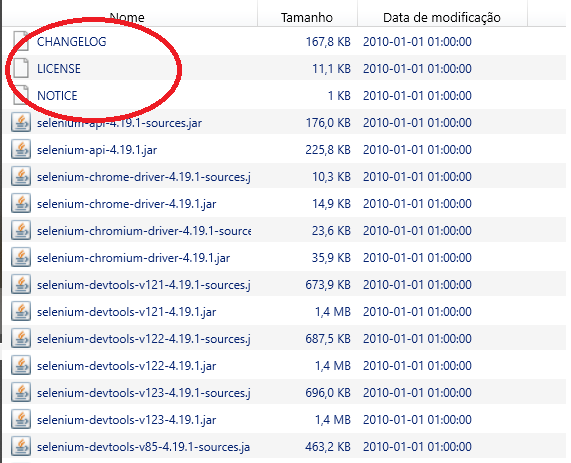 Nome Tamanho Data de modificação
CHANGELOG 167,8 KB 2010-01-01 01:00:00
LICENSE 11,1 KB 2010-01-01 01:00:00
NOTICE 1 KB 2010-01-01 01:00:00
selenium-api-4.19.1-sources.jar 176,0 KB 2010-01-01 01:00:00
selenium-api-4.19.1.jar 225,8 KB 2010-01-01 01:00:00
selenium-chrome-driver-4.19.1-sources.j 10,3 KB 2010-01-01 01:00:00
selenium-chrome-driver-4.19.1.jar 14,9 KB 2010-01-01 01:00:00
selenium-chromium-driver-4.19.1-source 23,6 KB 2010-01-01 01:00:00
selenium-chromium-driver-4.19.1.jar 35,9 KB 2010-01-01 01:00:00
selenium-devtools-v121-4.19.1-sources.j 673,9 KB 2010-01-01 01:00:00
selenium-devtools-v121-4.19.1.jar 1,4 MB 2010-01-01 01:00:00
selenium-devtools-v122-4.19.1-sources.j 687,5 KB 2010-01-01 01:00:00
selenium-devtools-v122-4.19.1.jar 1,4 MB 2010-01-01 01:00:00
selenium-devtools-v123-4.19.1-sources.j 696,0 KB 2010-01-01 01:00:00
selenium-devtools-v123-4.19.1.jar 1,4 MB 2010-01-01 01:00:00
selenium-devtools-v85-4.19.1-sources.ja 463,2 KB 2010-01-01 01:00:00